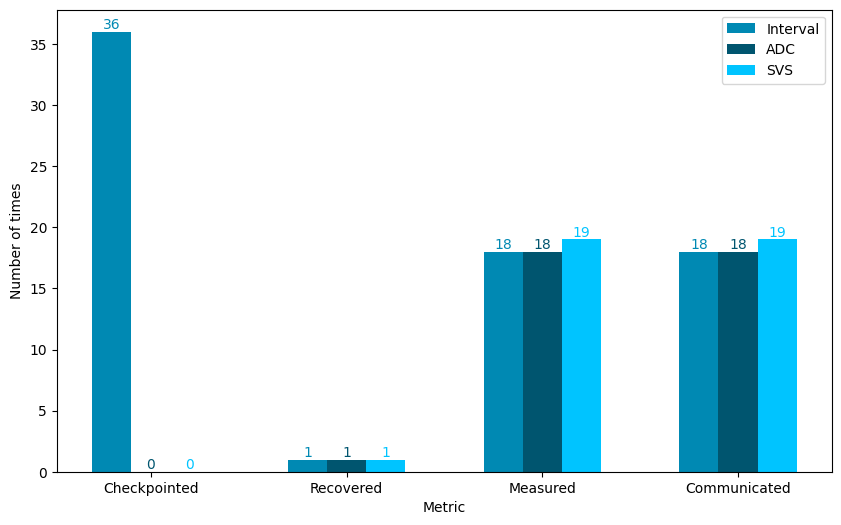 36
35
30
25
20
15
10
5
0
Number of times
Interval
ADC
SVS
0
0
1
1
1
18
18
19
18
18
19
Checkpointed
Recovered
Measured
Communicated
Metric